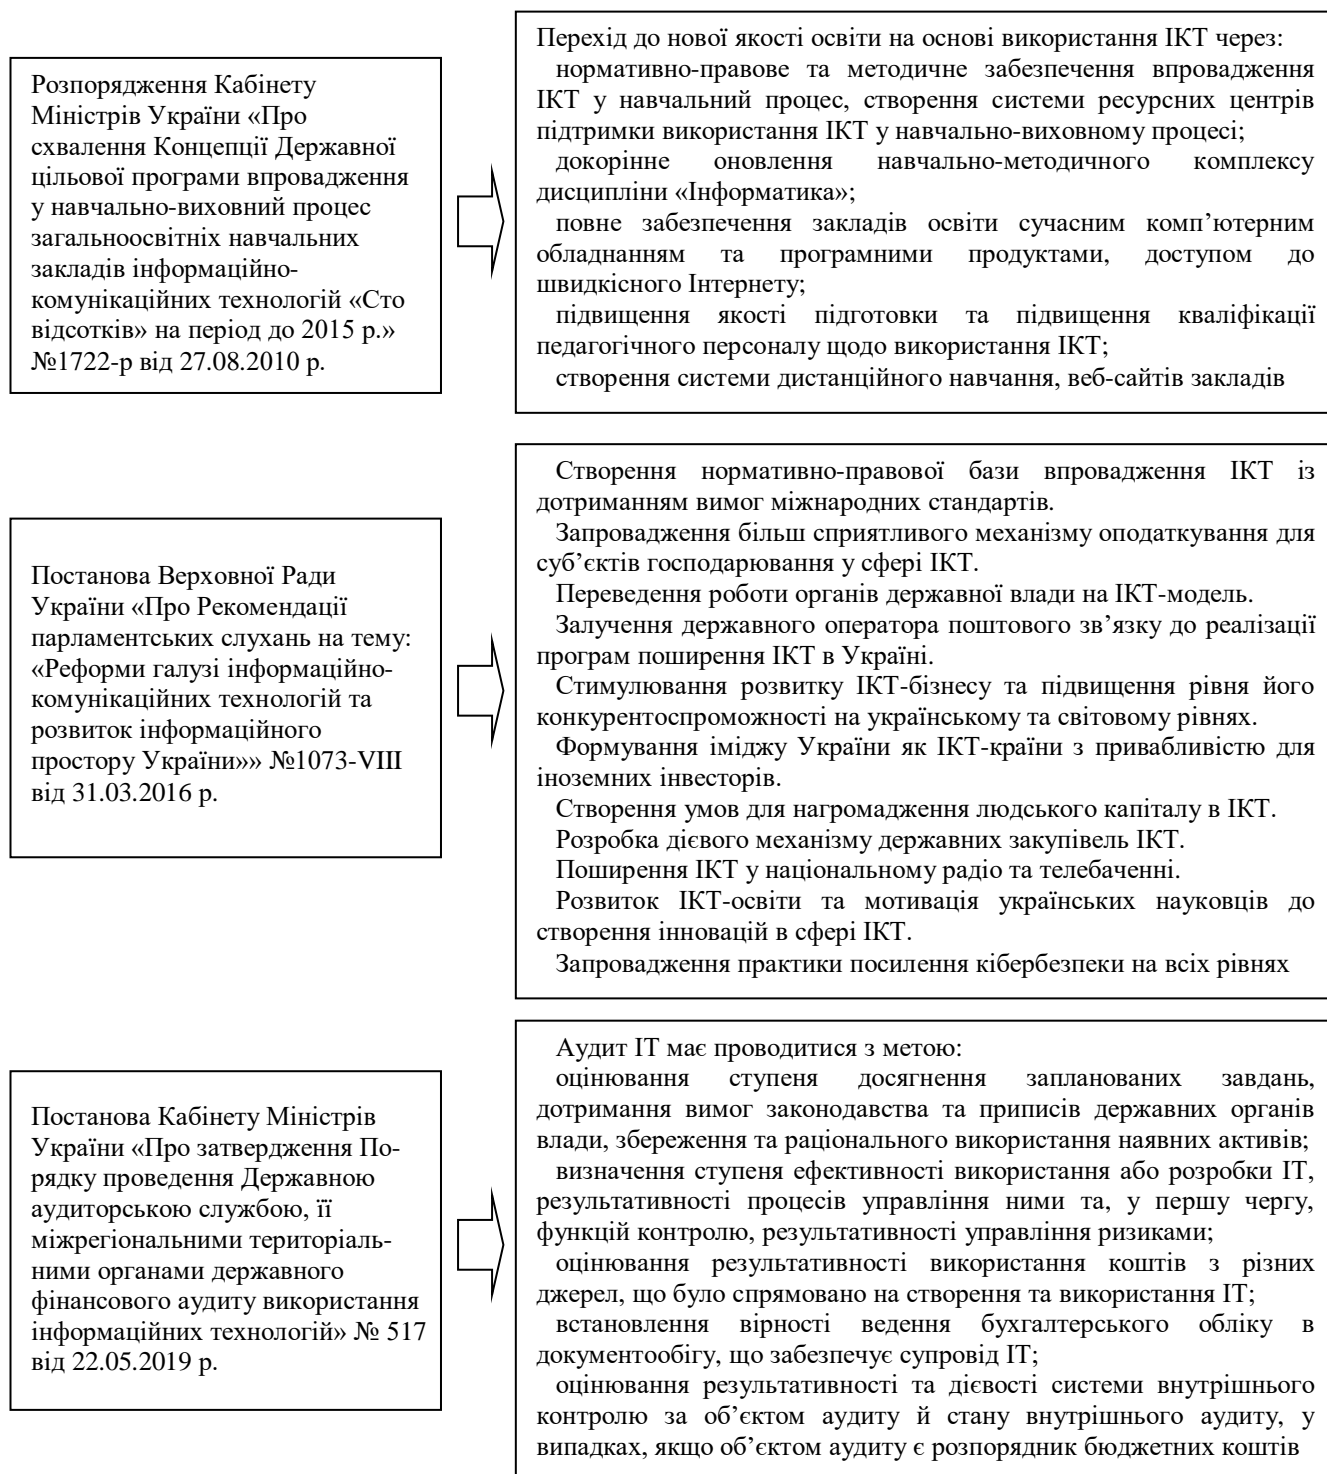 Розпорядження Кабінету
Міністрів України «Про
схвалення Концепції Державної
цільової програми впровадження
у навчально-виховний процес
загальноосвітніх навчальних
закладів інформаційно-
комунікаційних технологій «Сто
відсотків» на період до 2015 р.»
№1722-р від 27.08.2010 р.
Перехід до нової якості освіти на основі використання ІКТ через:
нормативно-правове та методичне забезпечення впровадження
ІКТ у навчальний процес, створення системи ресурсних центрів
підтримки використання ІКТ у навчально-виховному процесі;
докорінне оновлення навчально-методичного комплексу
дисципліни «Інформатика»;
повне забезпечення закладів освіти сучасним комп’ютерним
обладнанням та програмними продуктами, доступом до
швидкісного Інтернету;
підвищення якості підготовки та підвищення кваліфікації
педагогічного персоналу щодо використання ІКТ;
створення системи дистанційного навчання, веб-сайтів закладів
Постанова Верховної Ради
України «Про Рекомендації
парламентських слухань на тему:
«Реформи галузі інформаційно-
комунікаційних технологій та
розвиток інформаційного
простору України»» №1073-VIII
від 31.03.2016 р.
Створення нормативно-правової бази впровадження ІКТ із
дотриманням вимог міжнародних стандартів.
Запровадження більш сприятливого механізму оподаткування для
суб’єктів господарювання у сфері ІКТ.
Переведення роботи органів державної влади на ІКТ-модель.
Залучення державного оператора поштового зв’язку до реалізації
програм поширення ІКТ в Україні.
Стимулювання розвитку ІКТ-бізнесу та підвищення рівня його
конкурентоспроможності на українському та світовому рівнях.
Формування іміджу України як ІКТ-країни з привабливістю для
іноземних інвесторів.
Створення умов для нагромадження людського капіталу в ІКТ.
Розробка дієвого механізму державних закупівель ІКТ.
Поширення ІКТ у національному радіо та телебаченні.
Розвиток ІКТ-освіти та мотивація українських науковців до
створення інновацій в сфері ІКТ.
Запровадження практики посилення кібербезпеки на всіх рівнях
Постанова Кабінету Міністрів
України «Про затвердження По-
рядку проведення Державною
аудиторською службою, її
міжрегіональними територіаль-
ними органами державного
фінансового аудиту використання
інформаційних технологій» № 517
від 22.05.2019 р.
Аудит ІТ має проводитися з метою:
оцінювання ступеня досягнення запланованих завдань,
дотримання вимог законодавства та приписів державних органів
влади, збереження та раціонального використання наявних активів;
визначення ступеня ефективності використання або розробки ІТ,
результативності процесів управління ними та, у першу чергу,
функцій контролю, результативності управління ризиками;
оцінювання результативності використання коштів з різних
джерел, що було спрямовано на створення та використання ІТ;
встановлення вірності ведення бухгалтерського обліку в
документообігу, що забезпечує супровід ІТ;
оцінювання результативності та дієвості системи внутрішнього
контролю за об’єктом аудиту й стану внутрішнього аудиту, у
випадках, якщо об’єктом аудиту є розпорядник бюджетних коштів